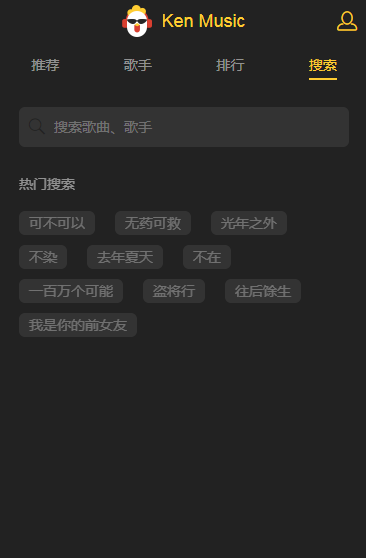 Ken Music
推荐 歌手 排行 搜索
搜索歌曲、歌手
热门搜索
可不可以 无药可救 光年之外
不染 去年夏天 不在
一百万个可能 盗将行 往后馀生
我是你的前女友